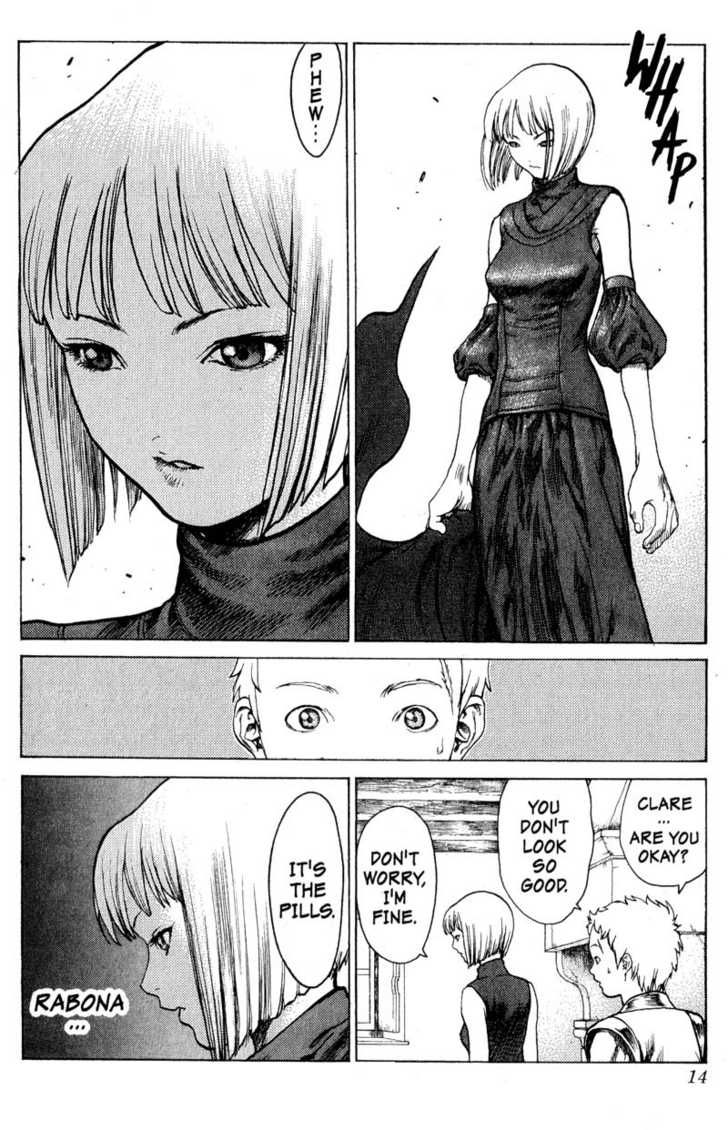 WHAP
PHEW...
CLARE
...
ARE YOU
OKAY?
YOU
DON'T
LOOK
SO
GOOD.
DON'T
WORRY,
I'M
FINE.
IT'S
THE
PILLS.
RABONA
...
14